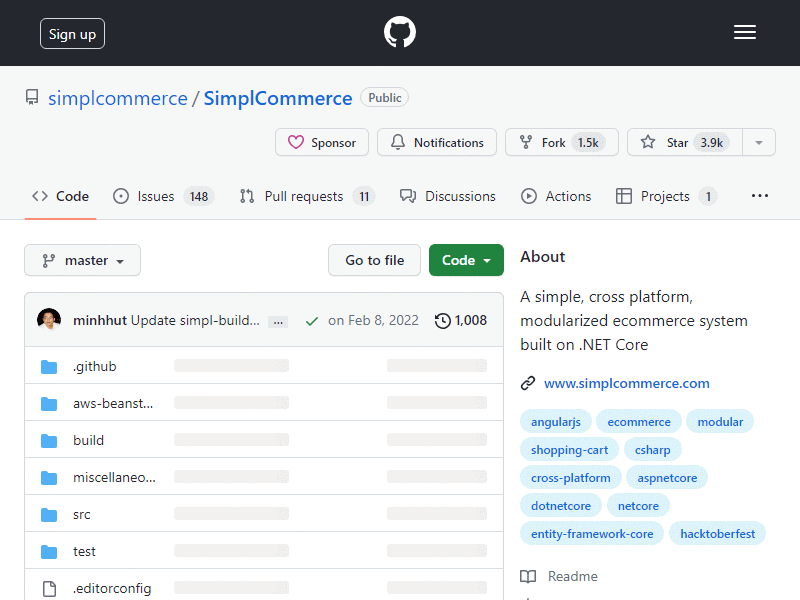 Sign up
simplcommerce / SimplCommerce Public
Sponsor Notifications Fork 1.5k Star 3.9k
Code Issues 148 Pull requests 11 Discussions Actions Projects 1 ...
master Go to file Code
minhhut Update simpl-build... ... on Feb 8, 2022 1,008
.github
aws-beanst...
build
miscellaneo...
src
test
.editorconfig
About
A simple, cross platform,
modularized ecommerce system
built on .NET Core
www.simplcommerce.com
angularjs ecommerce modular
shopping-cart csharp
cross-platform aspnetcore
dotnetcore netcore
entity-framework-core hacktoberfest
Readme